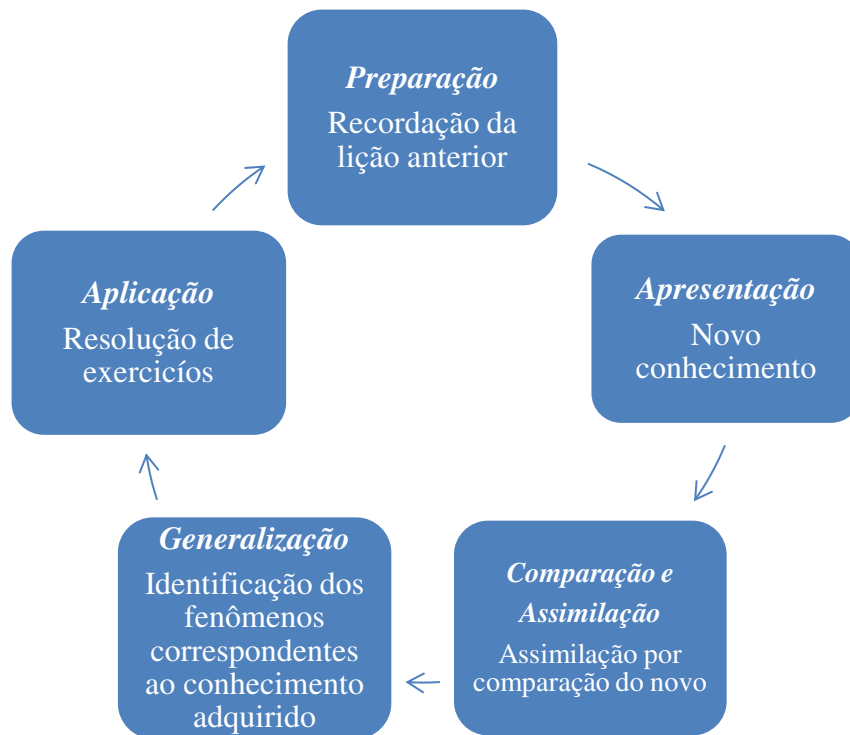 Preparação
Recordação da
lição anterior
Apresentação
Novo
conhecimento
Comparação e
Assimilação
Assimilação por
comparação do novo
Generalização
Identificação dos
fenômenos
correspondentes
ao conhecimento
adquirido
Aplicação
Resolução de
exercicíos